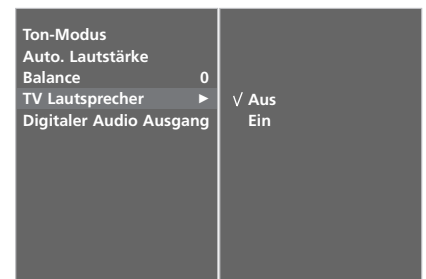 Ton-Modus
Auto. Lautstärke
Balance 0
TV Lautsprecher ►
Digitaler Audio Ausgang
√ Aus
Ein